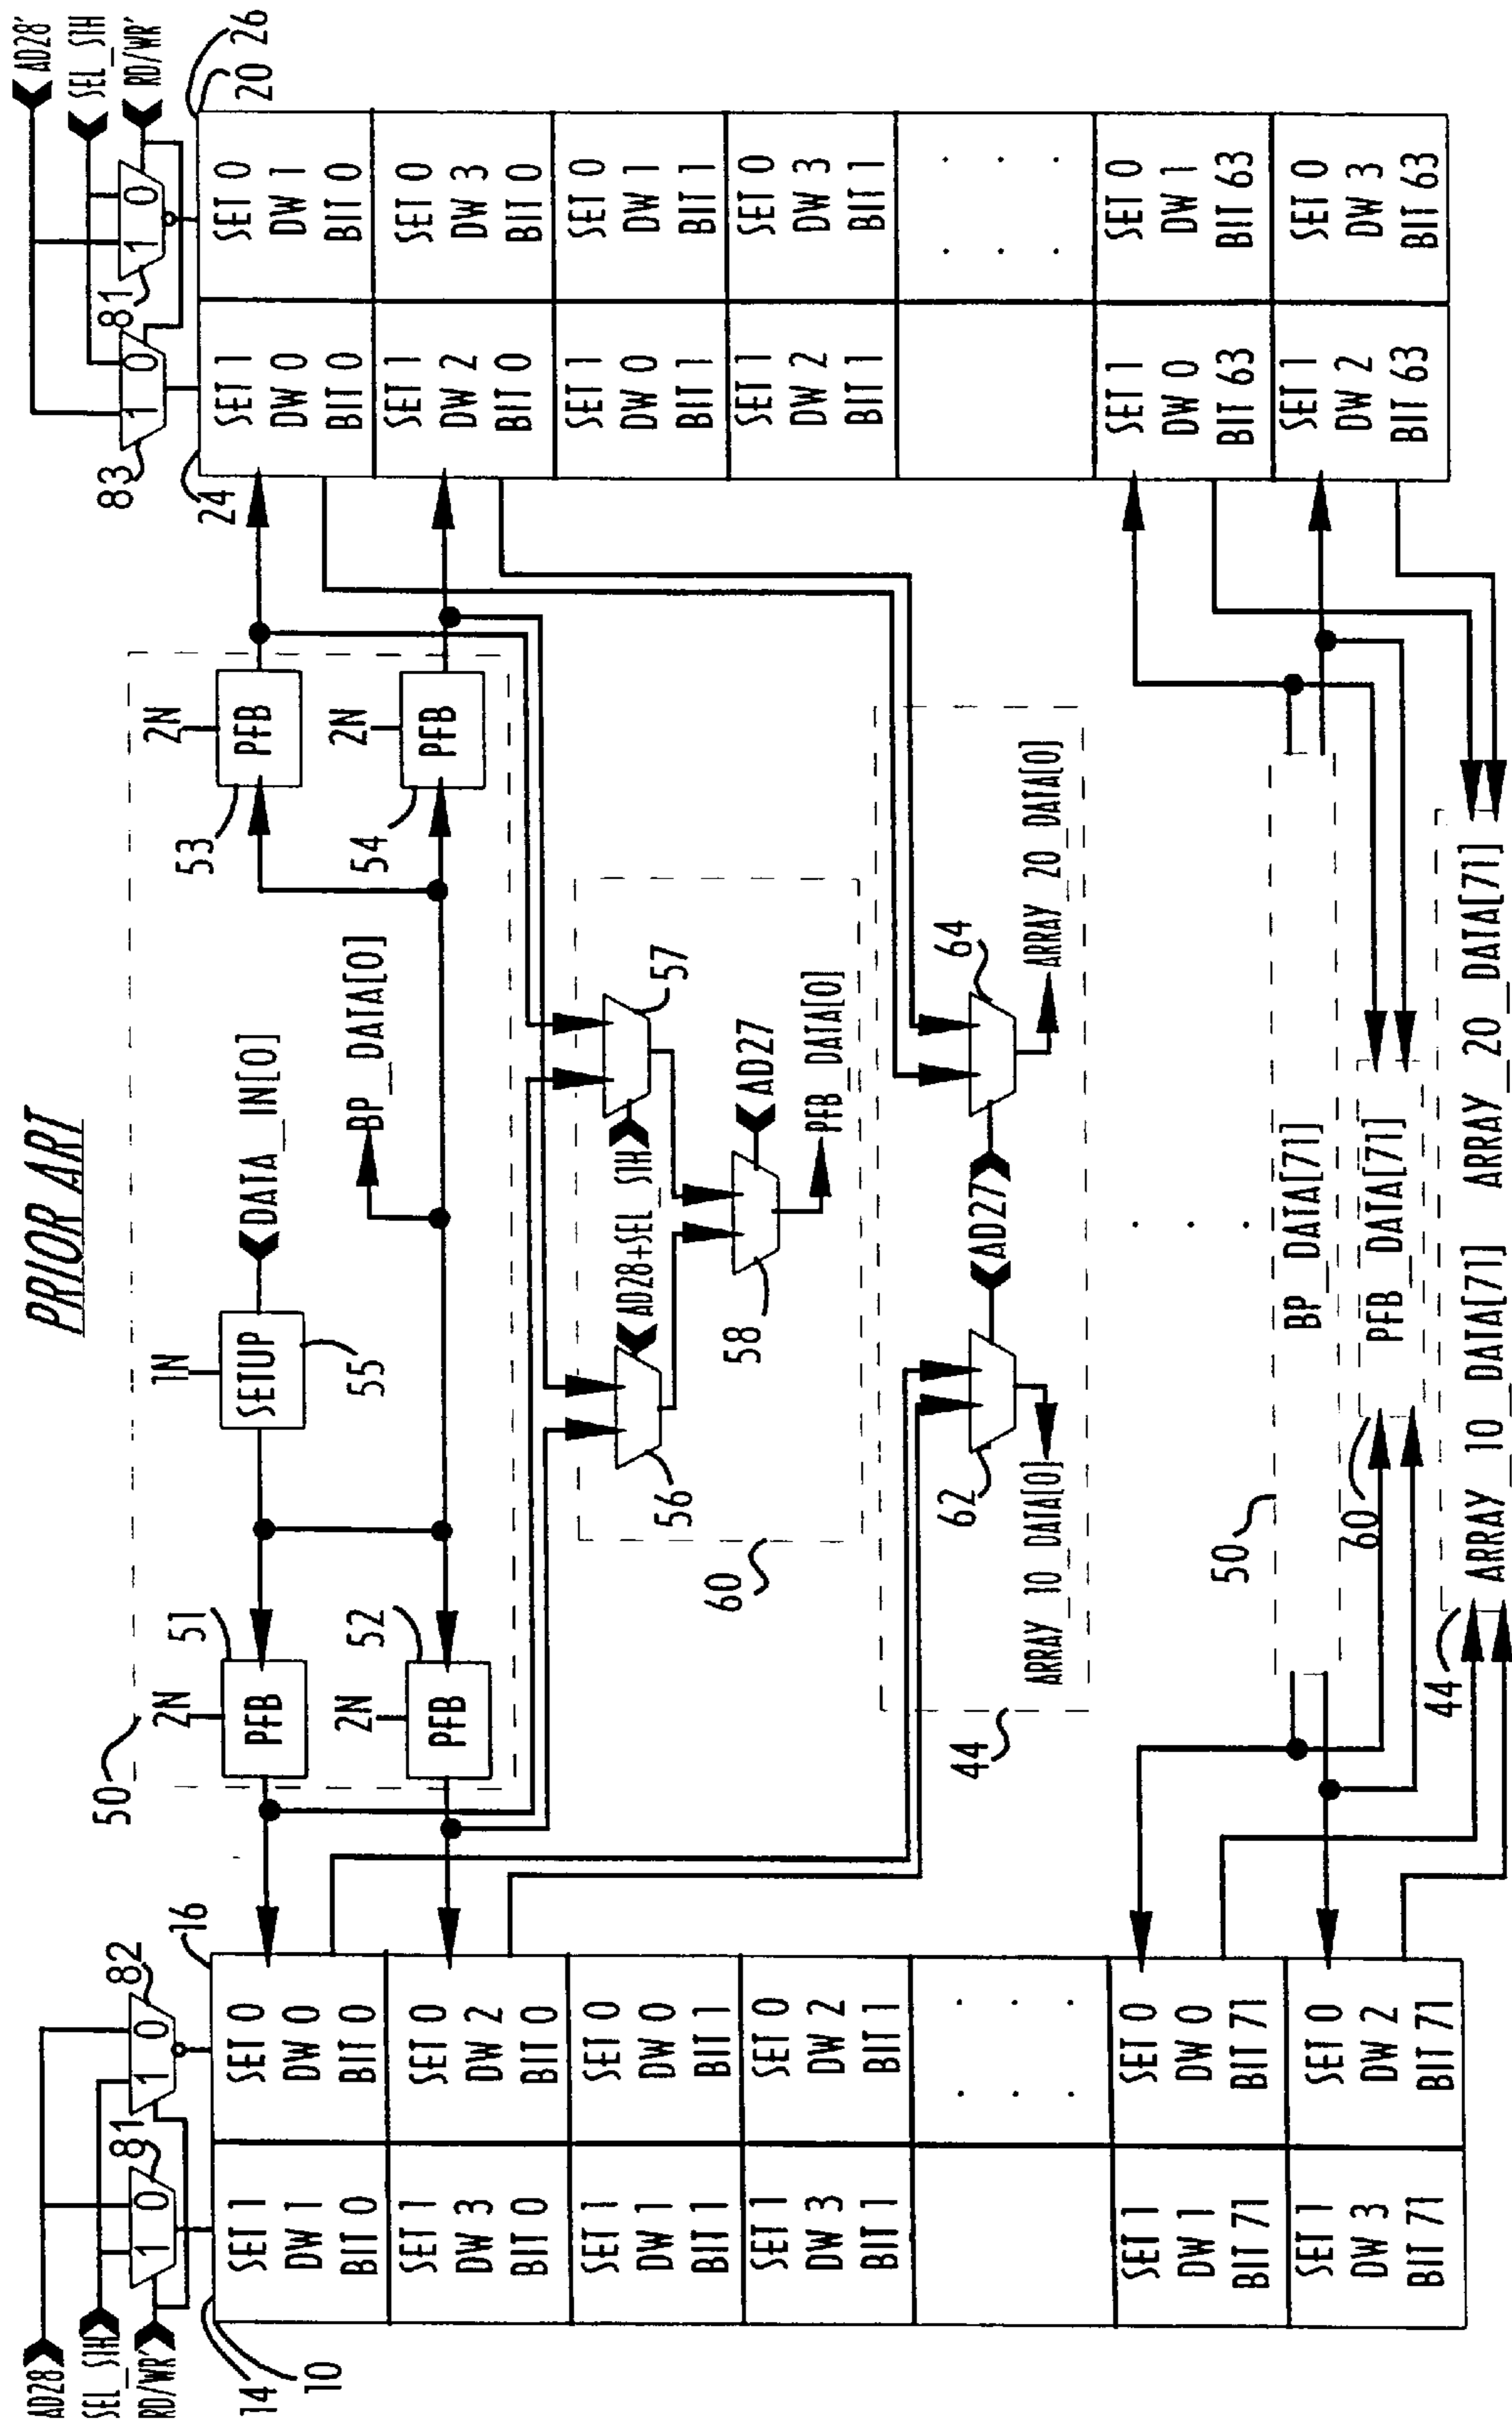 PRIOR ART
AD28
SEL_S1H
RD/WR'
14
10
81
1 0
82
1 0
16
SET 1
DW 1
BIT 0
SET 0
DW 0
BIT 0
SET 1
DW 3
BIT 0
SET 0
DW 2
BIT 0
SET 1
DW 1
BIT 1
SET 0
DW 0
BIT 1
SET 1
DW 3
BIT 1
SET 0
DW 2
BIT 1
. . .
. . .
SET 1
DW 1
BIT 71
SET 0
DW 0
BIT 71
SET 1
DW 3
BIT 71
SET 0
DW 2
BIT 71
50
2N
PFB
51
2N
PFB
52
1N
SETUP
55
DATA_IN[0]
BP_DATA[0]
2N
PFB
53
2N
PFB
54
60
56
AD28+SEL_S1H
57
58
AD27
PFB_DATA[0]
44
62
AD27
64
ARRAY_10_DATA[0]
ARRAY_20_DATA[0]
. . .
50
BP_DATA[71]
60
PFB_DATA[71]
44
ARRAY_10_DATA[71]
ARRAY_20_DATA[71]
AD28'
SEL_S1H
RD/WR'
83
1 0
81
1 0
24
20
26
SET 1
DW 0
BIT 0
SET 0
DW 1
BIT 0
SET 1
DW 2
BIT 0
SET 0
DW 3
BIT 0
SET 1
DW 0
BIT 1
SET 0
DW 1
BIT 1
SET 1
DW 2
BIT 1
SET 0
DW 3
BIT 1
. . .
. . .
SET 1
DW 0
BIT 63
SET 0
DW 1
BIT 63
SET 1
DW 2
BIT 63
SET 0
DW 3
BIT 63